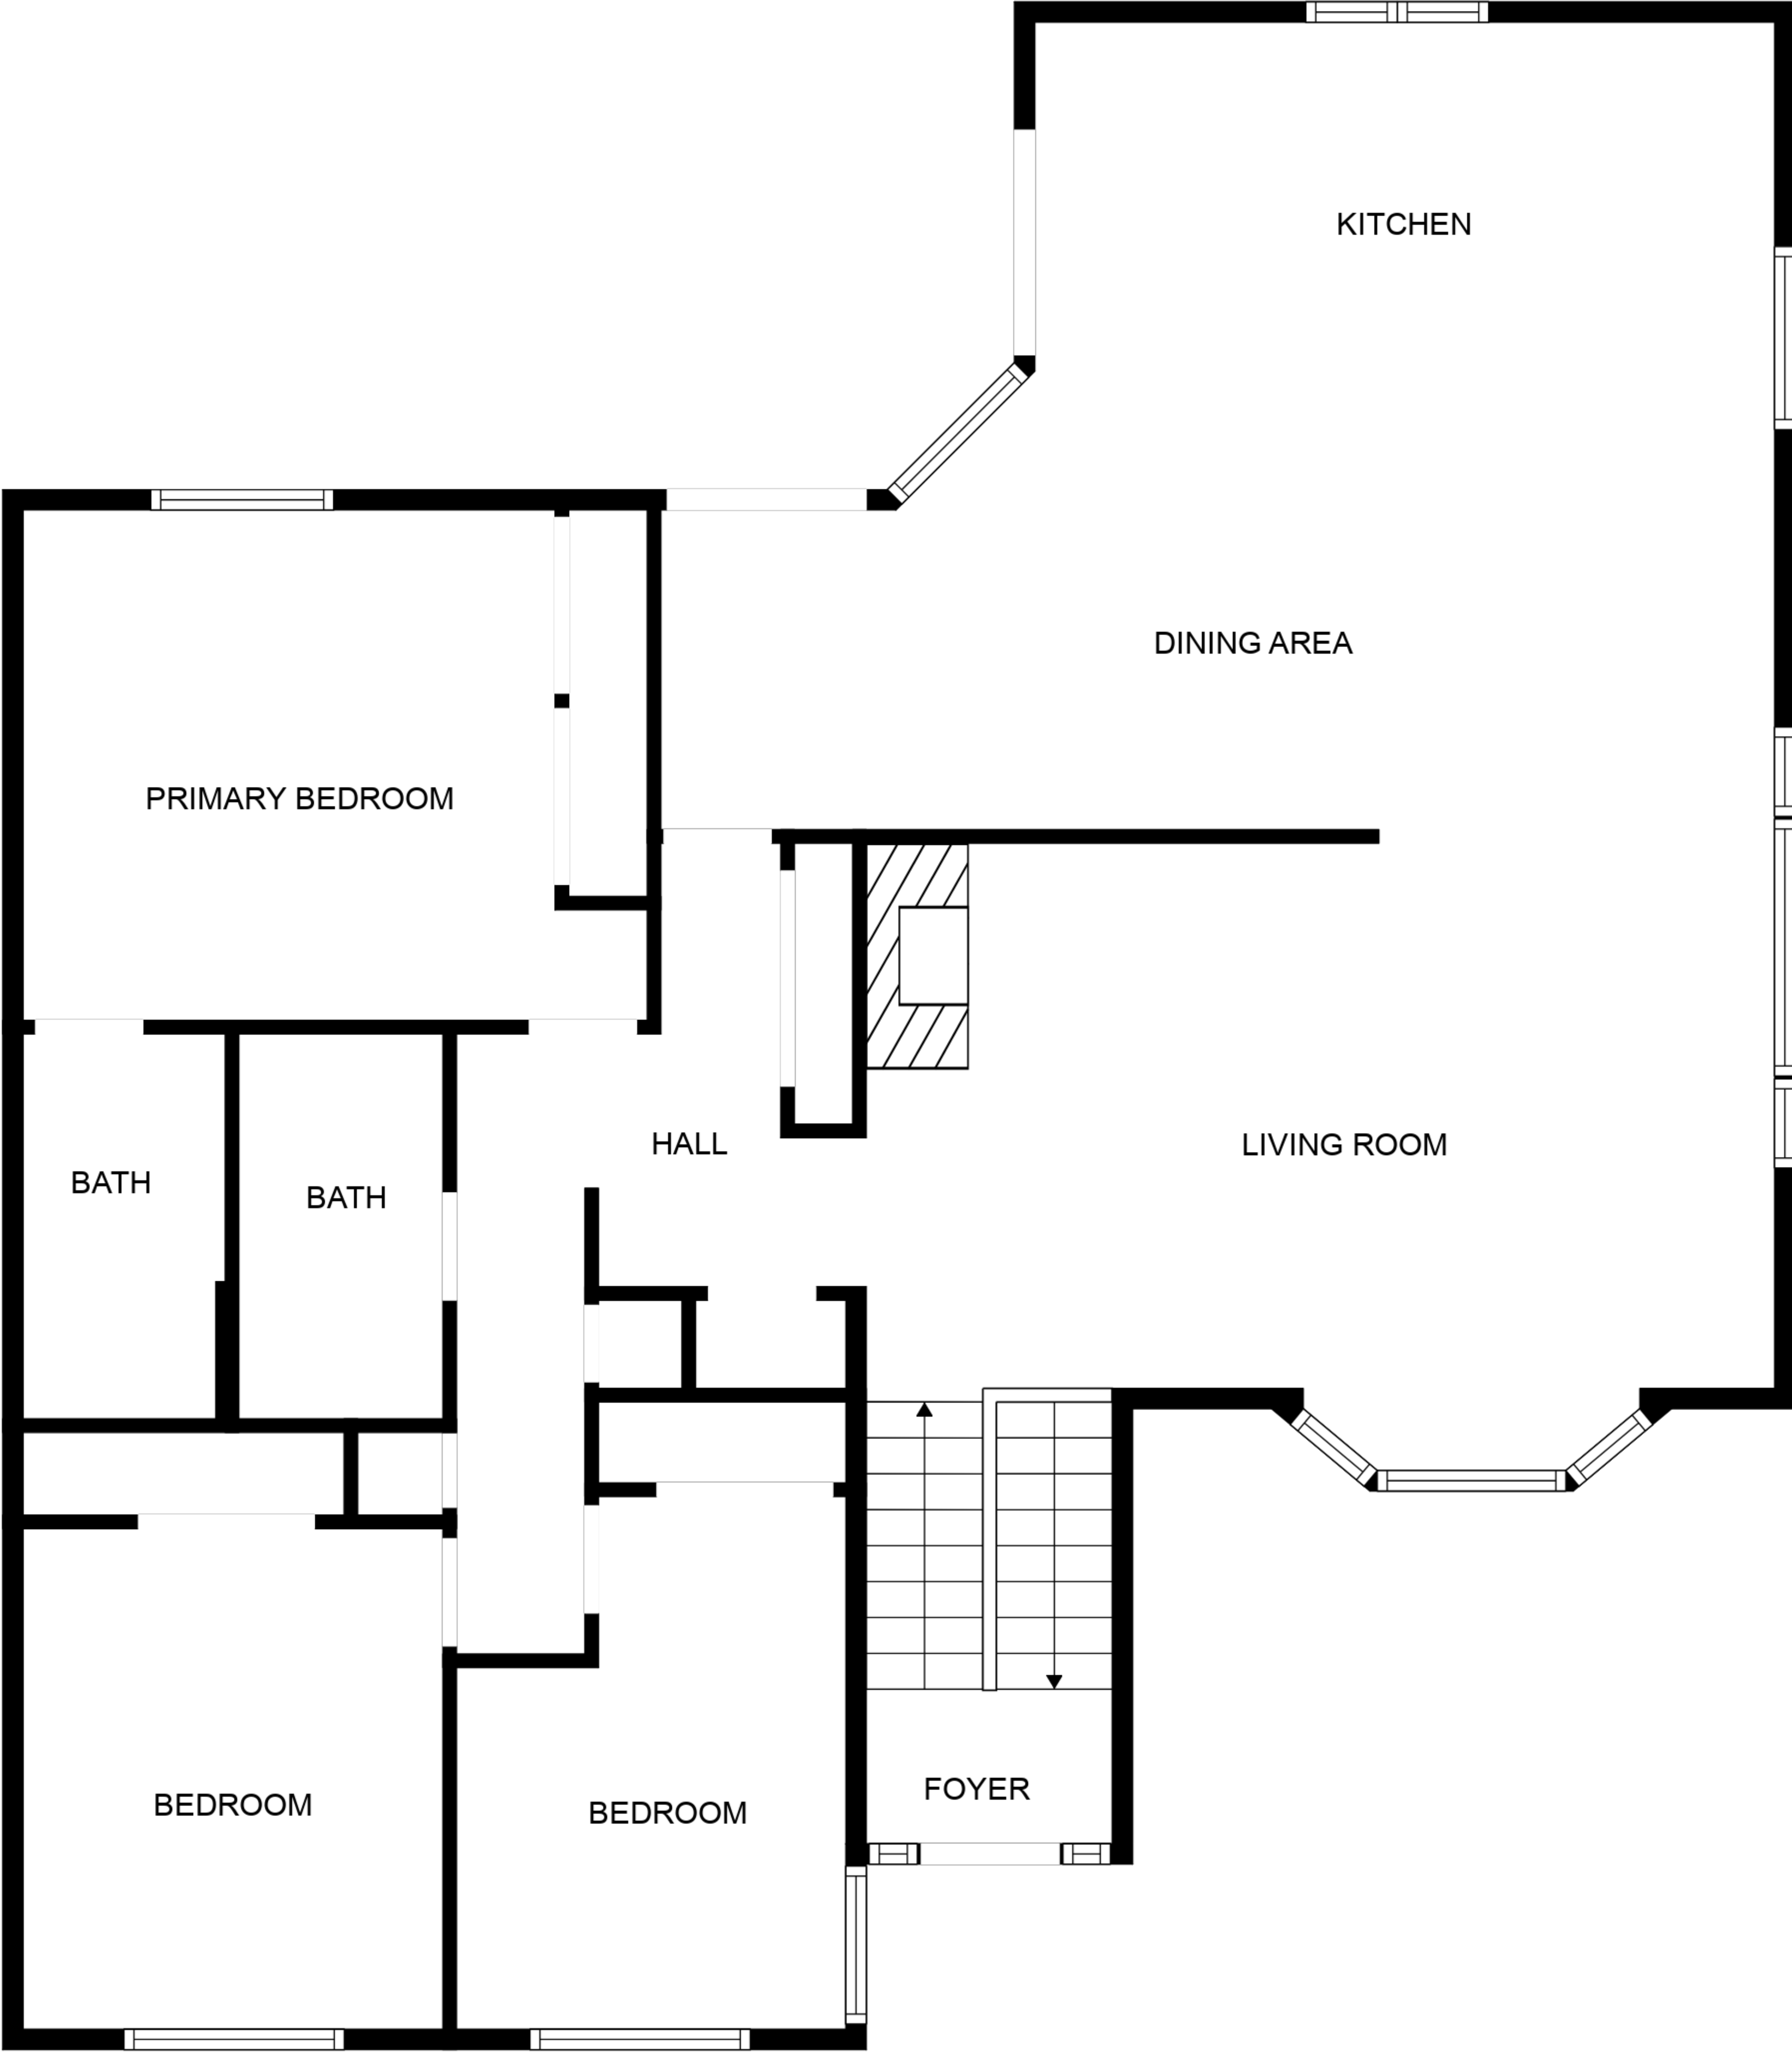 KITCHEN
DINING AREA
PRIMARY BEDROOM
HALL
LIVING ROOM
BATH
BATH
FOYER
BEDROOM
BEDROOM